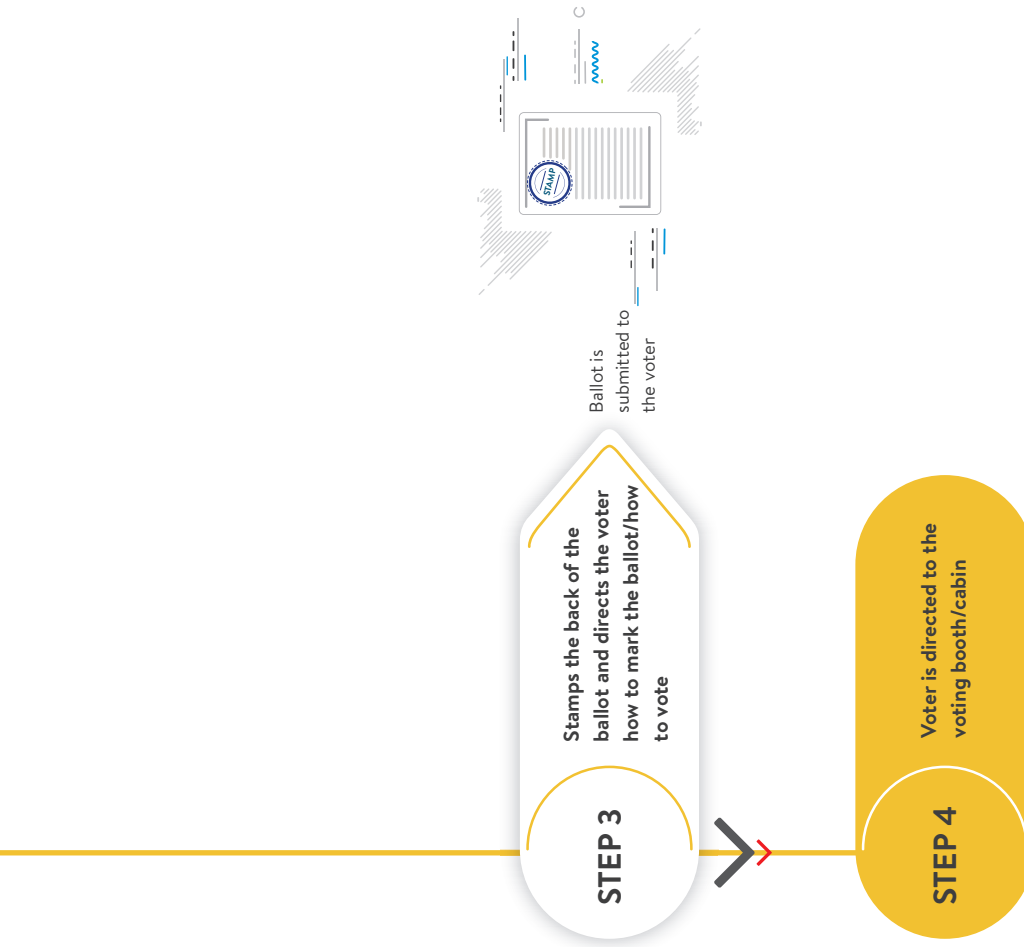 STEP 3
Stamps the back of the
ballot and directs the voter
how to mark the ballot/how
to vote
Ballot is
submitted to
the voter
STAMP
STEP 4
Voter is directed to the
voting booth/cabin